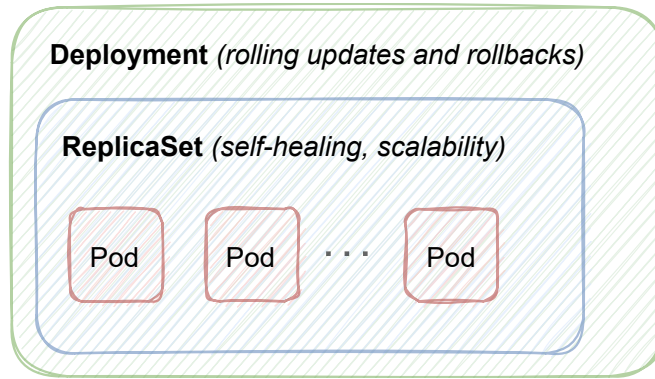 Deployment (rolling updates and rollbacks)
ReplicaSet (self-healing, scalability)
Pod Pod ... Pod